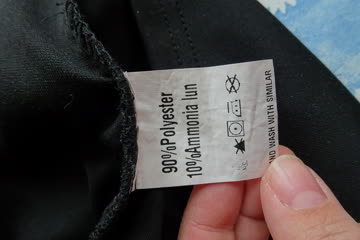 90%Polyester
10%Ammonia lun
AND WASH WITH SIMILAR